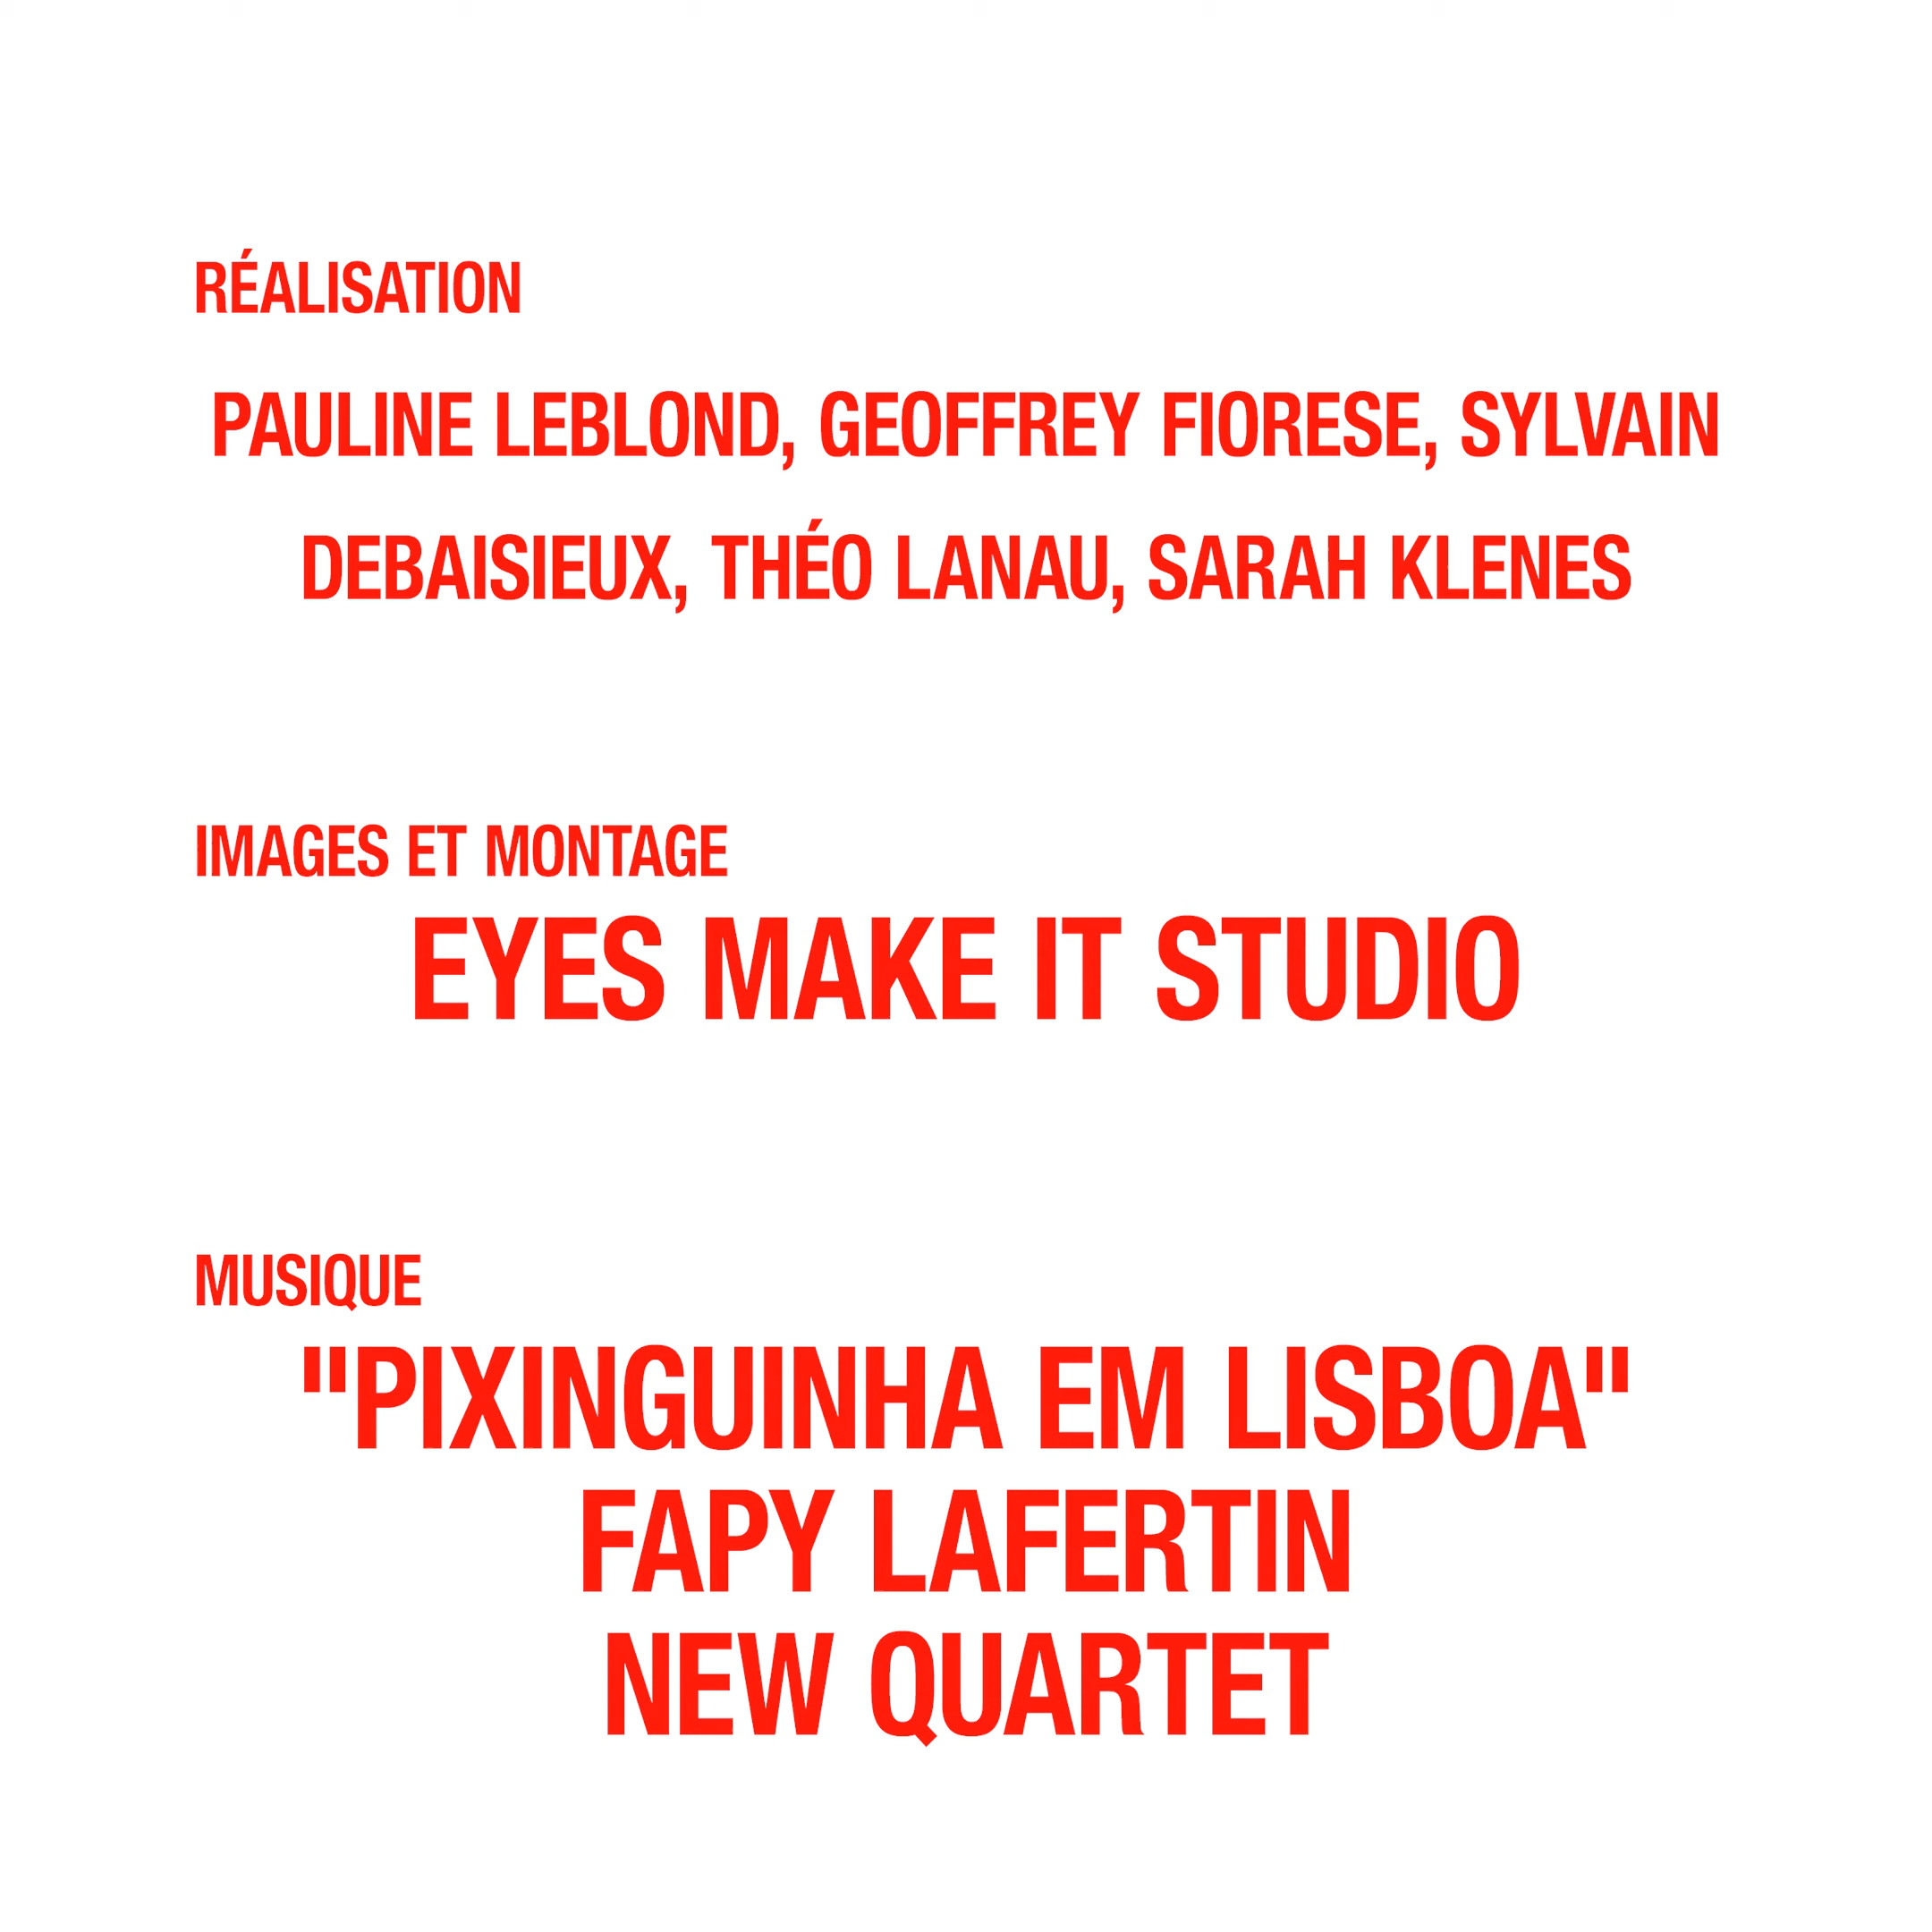 RÉALISATION
PAULINE LEBLOND, GEOFFREY FIORESE, SYLVAIN
DEBAISIEUX, THÉO LANAU, SARAH KLENES
IMAGES ET MONTAGE
EYES MAKE IT STUDIO
MUSIQUE
"PIXINGUINHA EM LISBOA"
FAPY LAFERTIN
NEW QUARTET